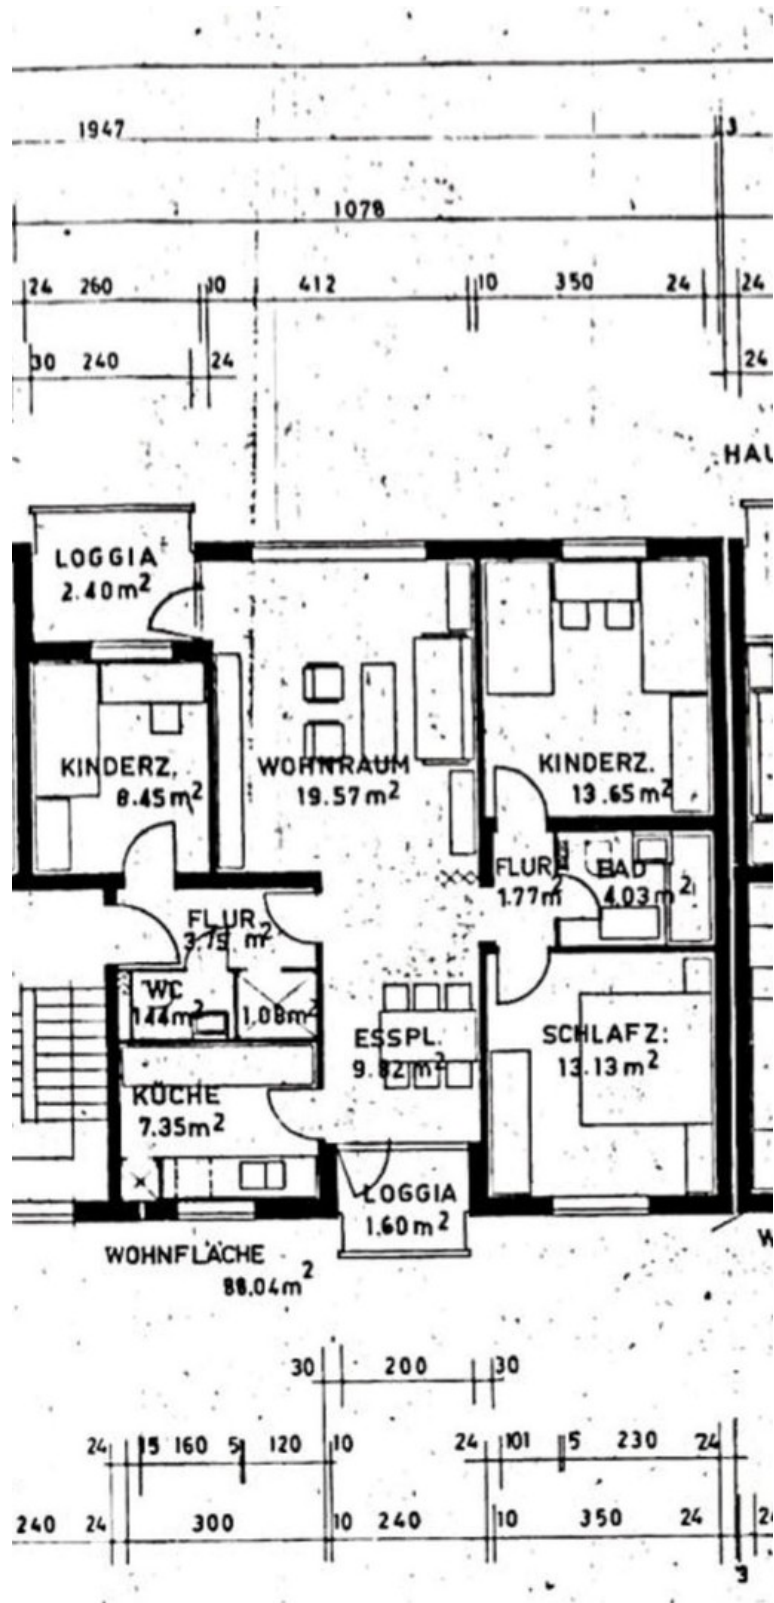 1947
3
1078
24 260 10 412 10 350 24 24
30 240 24 24
HAU
LOGGIA
2.40m²
KINDERZ.
8.45m²
WOHNRAUM
19.57m²
KINDERZ.
13.65m²
FLUR
1.77m²
BAD
4.03m²
FLUR
3.75 m²
WC
1.44m²
1.08m²
ESSPL.
9.82m²
SCHLAFZ:
13.13m²
KÜCHE
7.35m²
LOGGIA
1.60m²
WOHNFLÄCHE
88.04m²
W
30 200 30
24 15 160 5 120 10 24 101 5 230 24
240 24 300 10 240 10 350 24 24
3